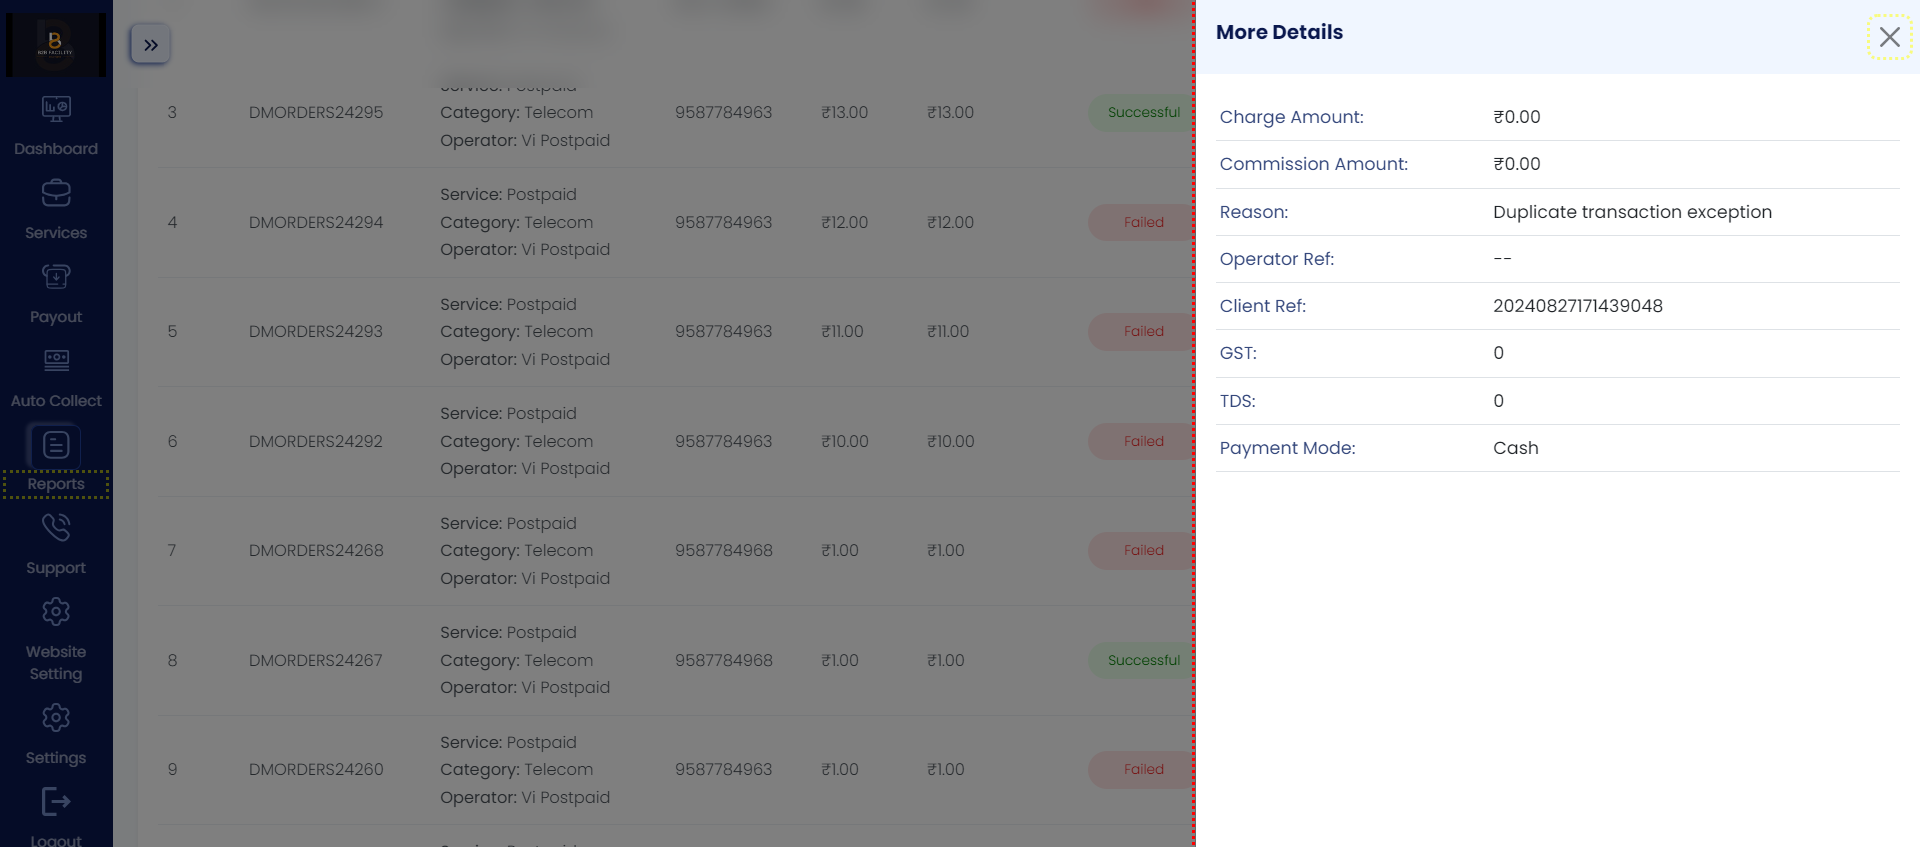 B2B FACILITY
Dashboard
Services
Payout
Auto Collect
Reports
Support
Website
Setting
Settings
Logout
Service: Postpaid
3 DMORDERS24295 Category: Telecom 9587784963 ₹13.00 ₹13.00 Successful
Operator: Vi Postpaid
Service: Postpaid
4 DMORDERS24294 Category: Telecom 9587784963 ₹12.00 ₹12.00 Failed
Operator: Vi Postpaid
Service: Postpaid
5 DMORDERS24293 Category: Telecom 9587784963 ₹11.00 ₹11.00 Failed
Operator: Vi Postpaid
Service: Postpaid
6 DMORDERS24292 Category: Telecom 9587784963 ₹10.00 ₹10.00 Failed
Operator: Vi Postpaid
Service: Postpaid
7 DMORDERS24268 Category: Telecom 9587784968 ₹1.00 ₹1.00 Failed
Operator: Vi Postpaid
Service: Postpaid
8 DMORDERS24267 Category: Telecom 9587784968 ₹1.00 ₹1.00 Successful
Operator: Vi Postpaid
Service: Postpaid
9 DMORDERS24260 Category: Telecom 9587784963 ₹1.00 ₹1.00 Failed
Operator: Vi Postpaid
More Details
Charge Amount: ₹0.00
Commission Amount: ₹0.00
Reason: Duplicate transaction exception
Operator Ref: --
Client Ref: 20240827171439048
GST: 0
TDS: 0
Payment Mode: Cash